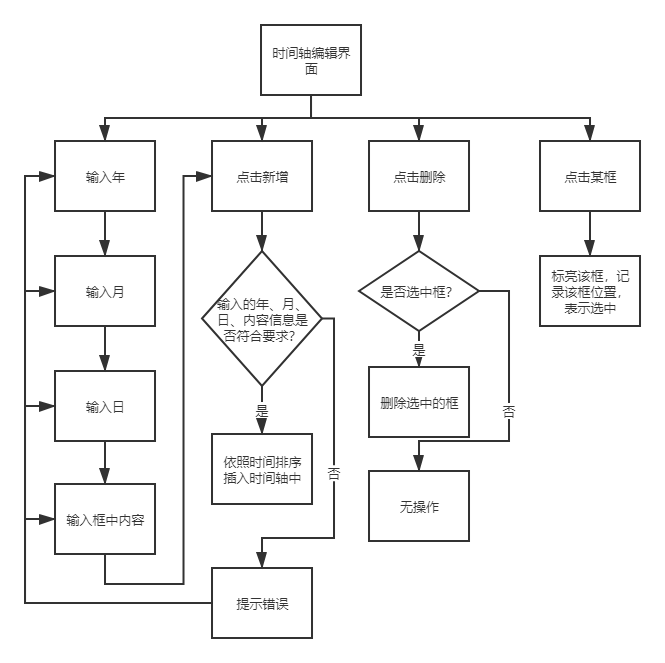 时间轴编辑界
面
输入年
点击新增
点击删除
点击某框
输入月
输入的年、月、
日、内容信息是
否符合要求？
是否选中框？
标亮该框，记
录该框位置，
表示选中
是
输入日
删除选中的框
否
是
依照时间排序
插入时间轴中
否
输入框中内容
无操作
提示错误